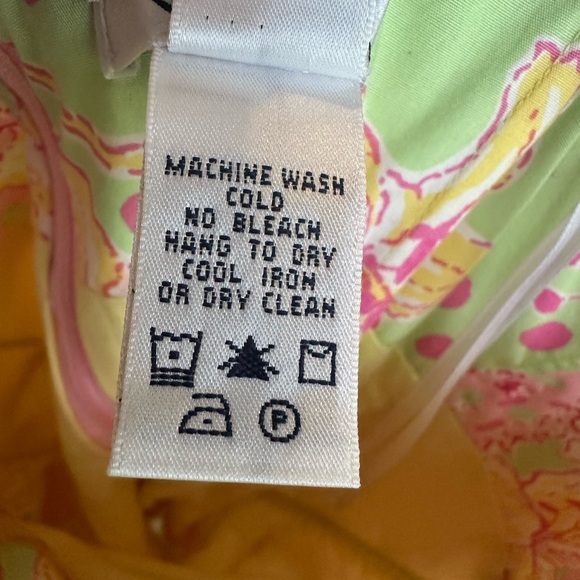 MACHINE WASH
COLD
NO BLEACH
HANG TO DRY
COOL IRON
OR DRY CLEAN
P